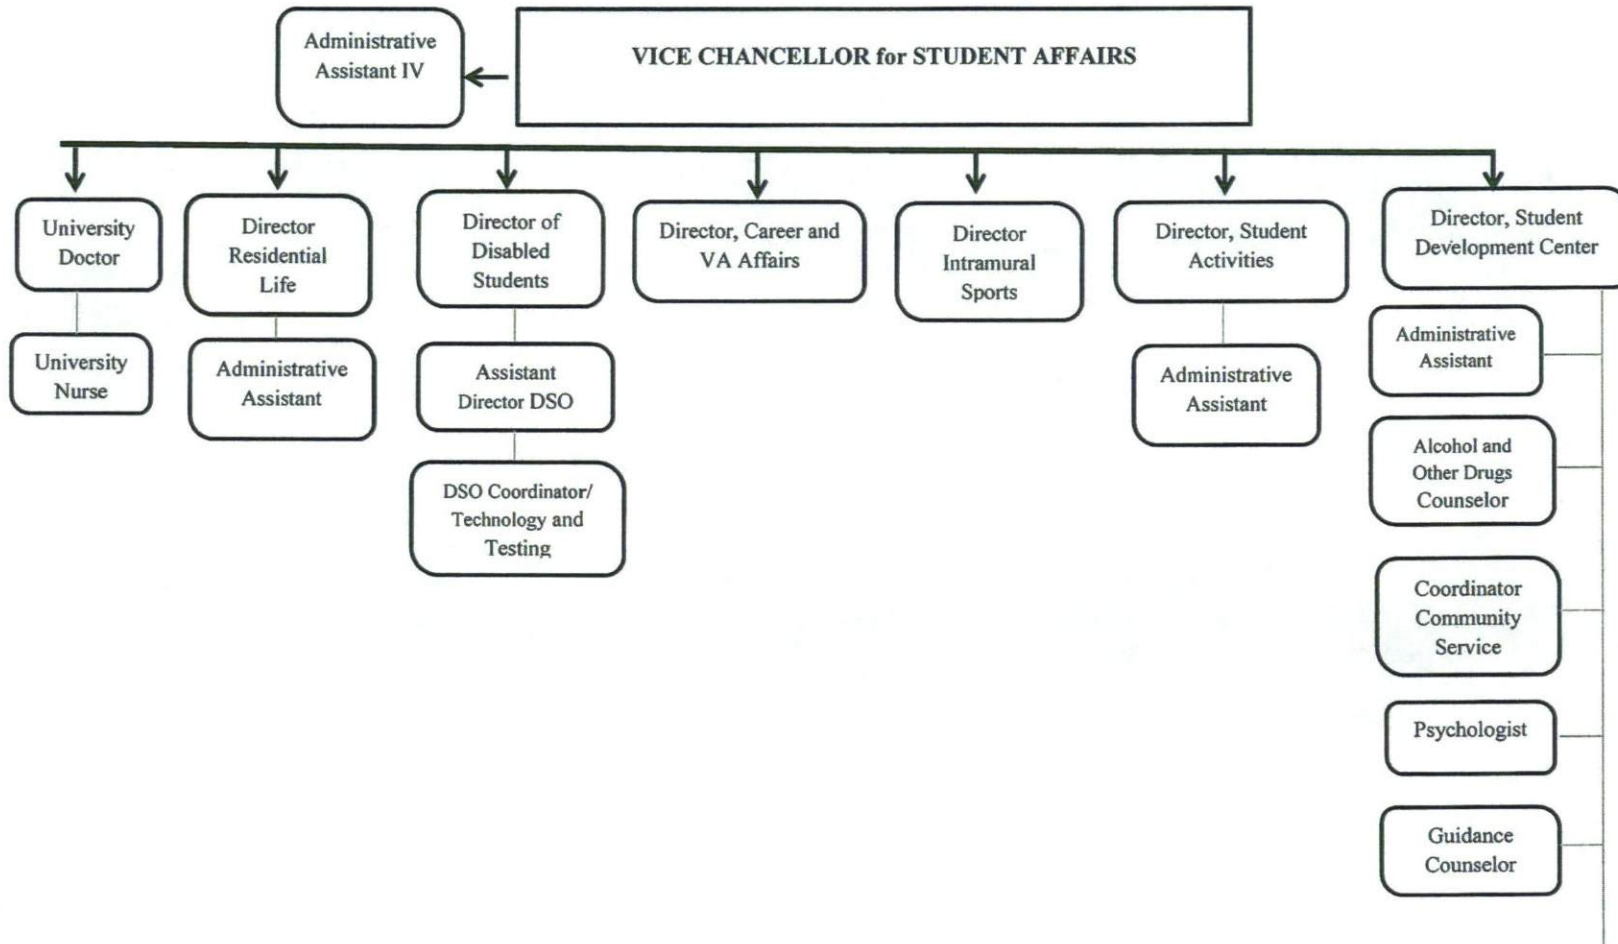 Administrative
Assistant IV
VICE CHANCELLOR for STUDENT AFFAIRS
University
Doctor
Director
Residential
Life
Director of
Disabled
Students
Director, Career and
VA Affairs
Director
Intramural
Sports
Director, Student
Activities
Director, Student
Development Center
University
Nurse
Administrative
Assistant
Assistant
Director DSO
DSO Coordinator/
Technology and
Testing
Administrative
Assistant
Administrative
Assistant
Alcohol and
Other Drugs
Counselor
Coordinator
Community
Service
Psychologist
Guidance
Counselor